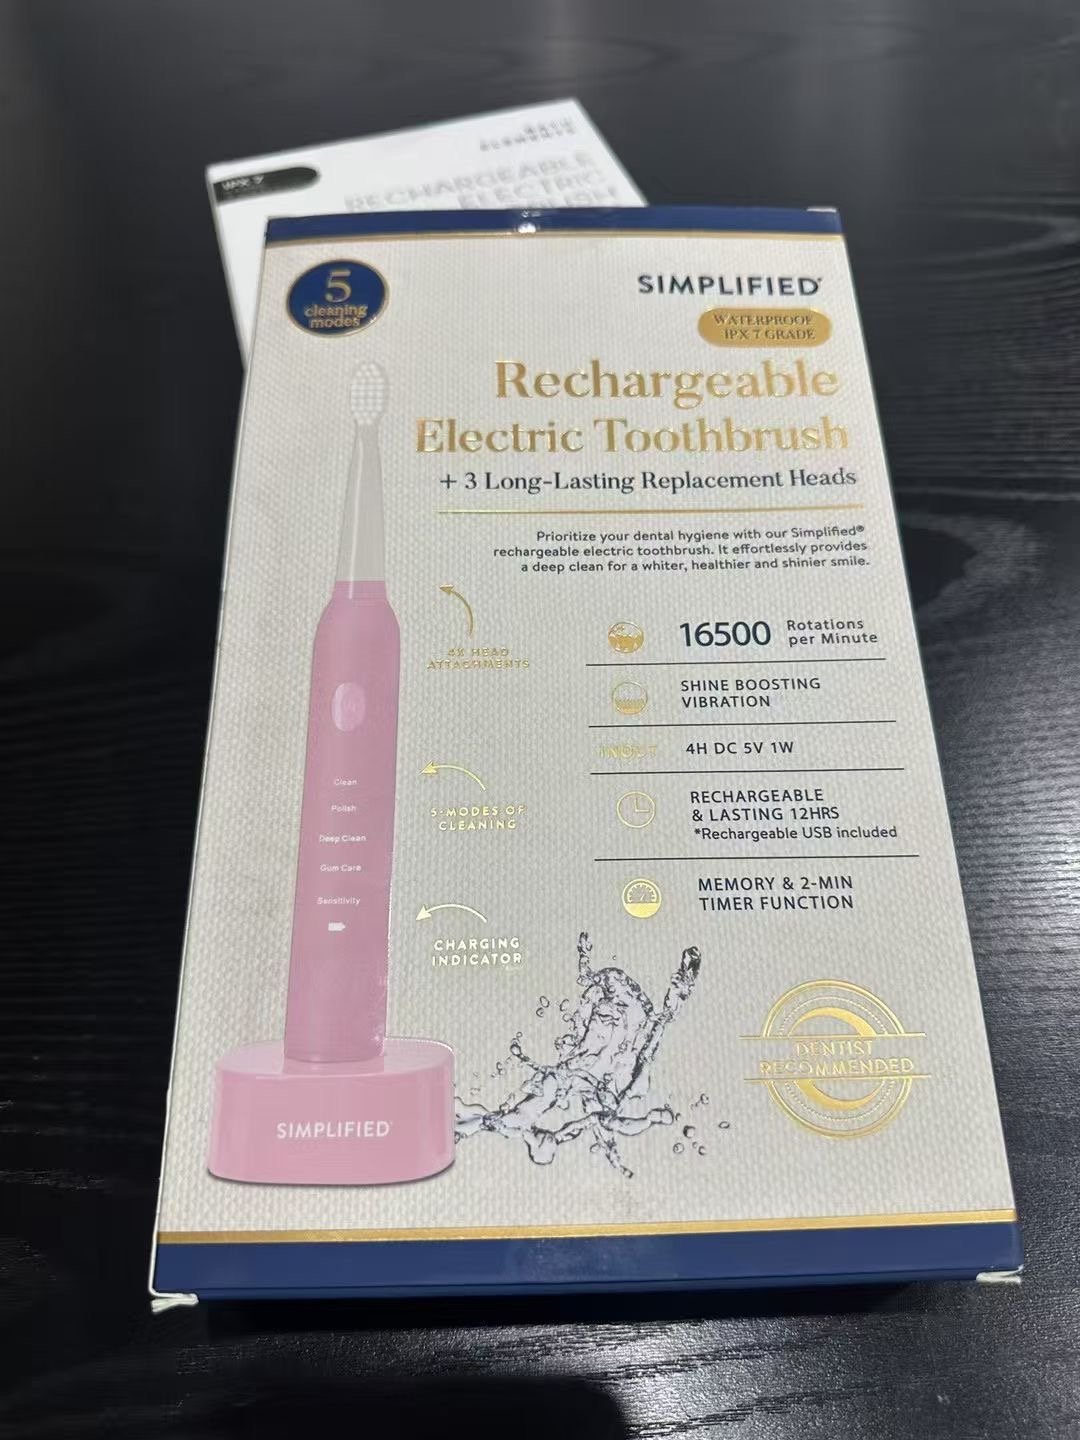 IPX 7
BATH
ELEMENTS
RECHARGEABLE
ELECTRIC
5
cleaning
modes
SIMPLIFIED
WATERPROOF
IPX 7 GRADE
Rechargeable
Electric Toothbrush
+ 3 Long-Lasting Replacement Heads
Prioritize your dental hygiene with our Simplified®
rechargeable electric toothbrush. It effortlessly provides
a deep clean for a whiter, healthier and shinier smile.
4X HEAD
ATTACHMENTS
16500 Rotations
per Minute
SHINE BOOSTING
VIBRATION
INOUT 4H DC 5V 1W
RECHARGEABLE
& LASTING 12HRS
*Rechargeable USB included
MEMORY & 2-MIN
TIMER FUNCTION
Clean
Polish
Deep Clean
Gum Care
Sensitivity
5-MODES OF
CLEANING
CHARGING
INDICATOR
DENTIST
RECOMMENDED
SIMPLIFIED